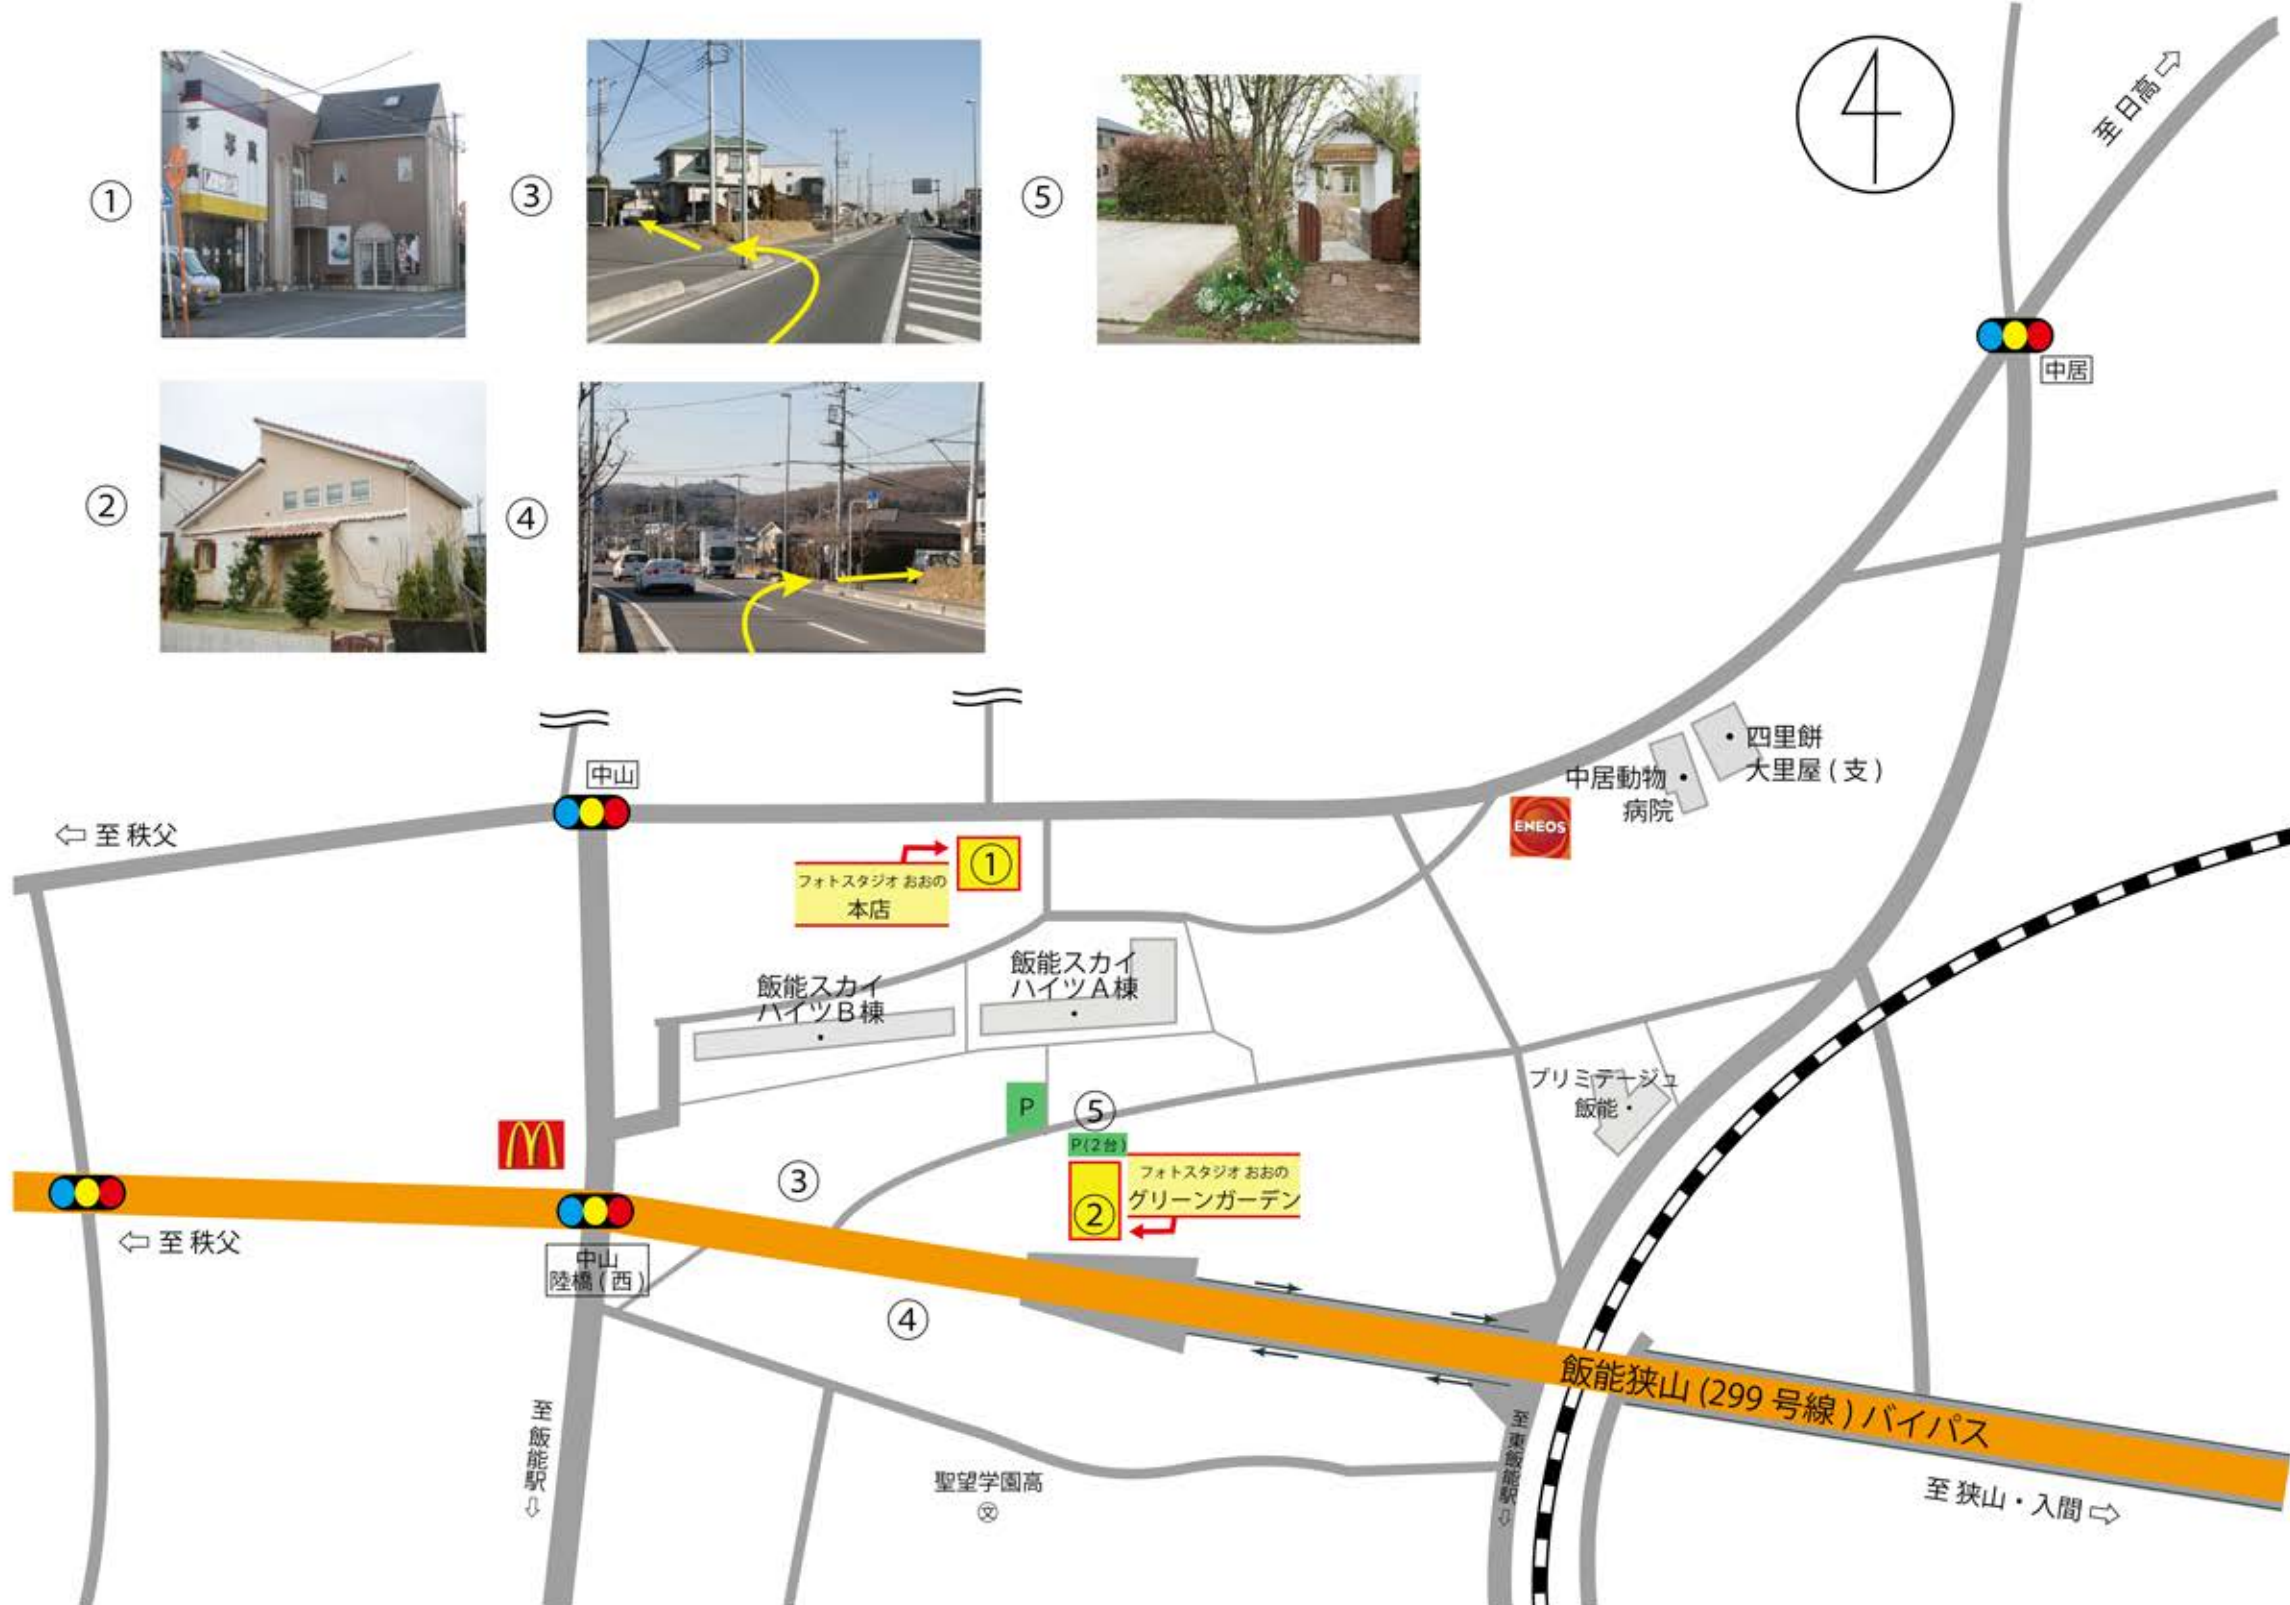 ①
写真
③
⑤
②
④
至 日高
中居
四里餅
大里屋 ( 支 )
中居動物
病院
ENEOS
中山
至 秩父
フォトスタジオ おおの
本店
①
飯能スカイ
ハイツA棟
飯能スカイ
ハイツB棟
プリミテージュ
飯能
P
⑤
P(2台)
フォトスタジオ おおの
グリーンガーデン
②
③
至 秩父
中山
陸橋 ( 西 )
④
飯能狭山 (299 号線 ) バイパス
至 飯能駅
至 東飯能駅
聖望学園高
文
至 狭山・入間